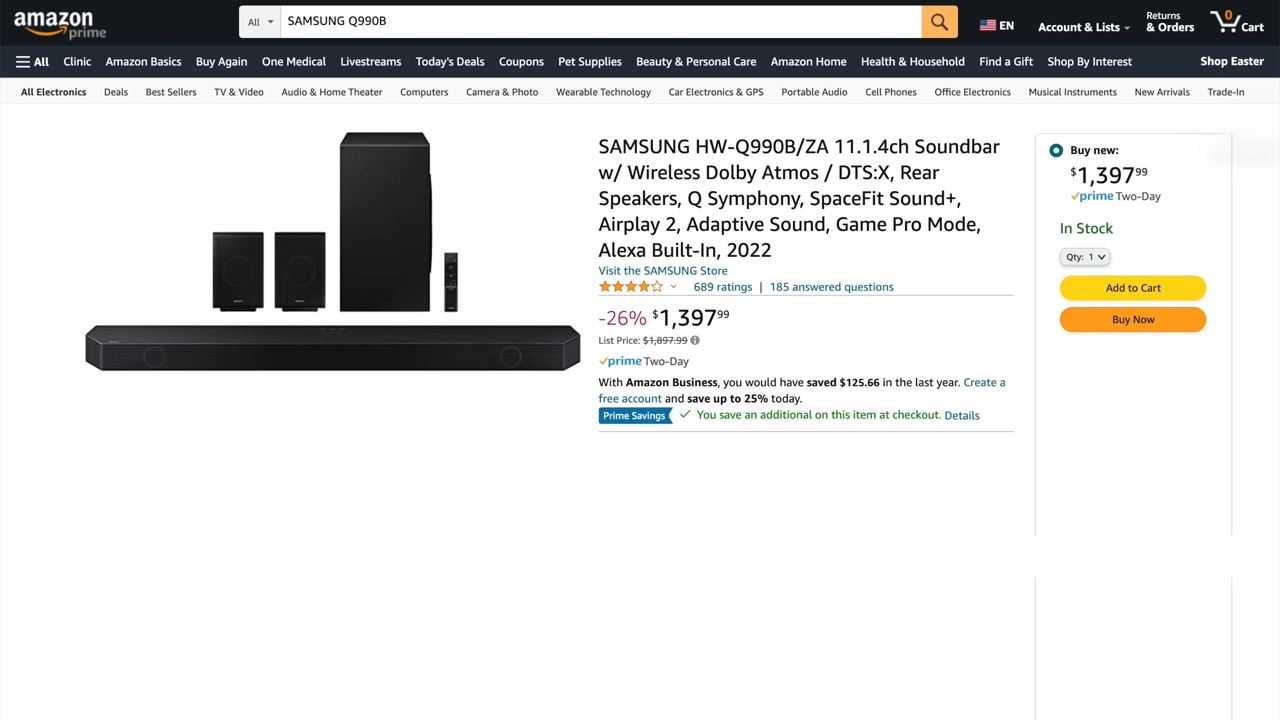 amazon
prime
All
SAMSUNG Q990B
EN
Account & Lists
Returns
& Orders
0
Cart
All Clinic Amazon Basics Buy Again One Medical Livestreams Today's Deals Coupons Pet Supplies Beauty & Personal Care Amazon Home Health & Household Find a Gift Shop By Interest Shop Easter
All Electronics Deals Best Sellers TV & Video Audio & Home Theater Computers Camera & Photo Wearable Technology Car Electronics & GPS Portable Audio Cell Phones Office Electronics Musical Instruments New Arrivals Trade-In
SAMSUNG HW-Q990B/ZA 11.1.4ch Soundbar
w/ Wireless Dolby Atmos / DTS:X, Rear
Speakers, Q Symphony, SpaceFit Sound+,
Airplay 2, Adaptive Sound, Game Pro Mode,
Alexa Built-In, 2022
Visit the SAMSUNG Store
689 ratings | 185 answered questions
-26% $1,397 99
List Price: $1,897.99
prime Two-Day
With Amazon Business, you would have saved $125.66 in the last year. Create a
free account and save up to 25% today.
Prime Savings You save an additional on this item at checkout. Details
Buy new:
$1,397 99
prime Two-Day
In Stock
Qty: 1
Add to Cart
Buy Now